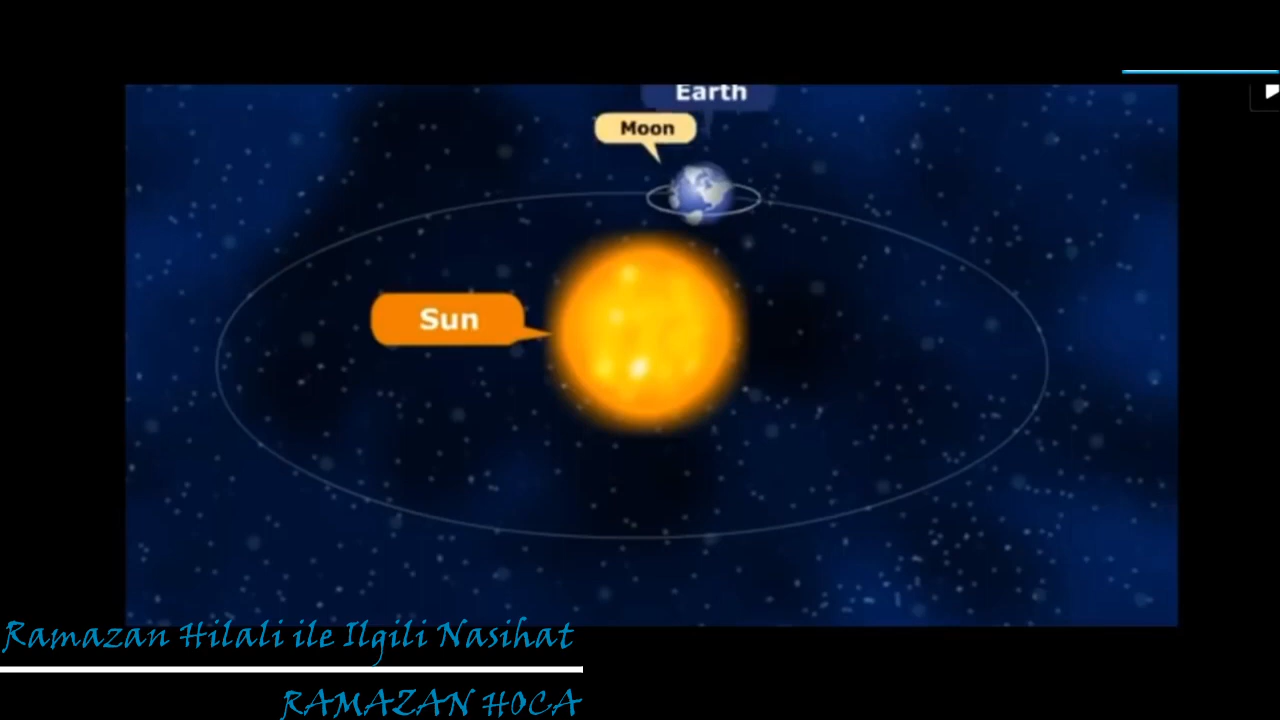 Earth
Moon
Sun
Ramazan Hilali ile Ilgili Nasihat
RAMAZAN HOCA